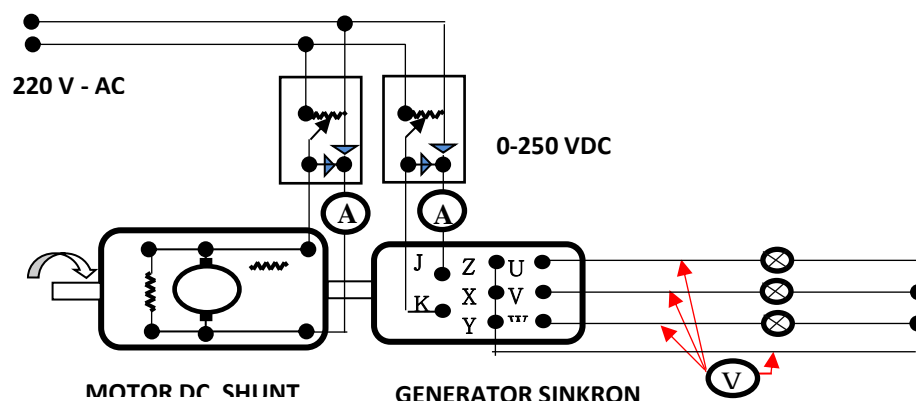 220 V - AC
0-250 VDC
A
A
J
Z
U
K
X
V
Y
W
V
MOTOR DC SHUNT
GENERATOR SINKRON